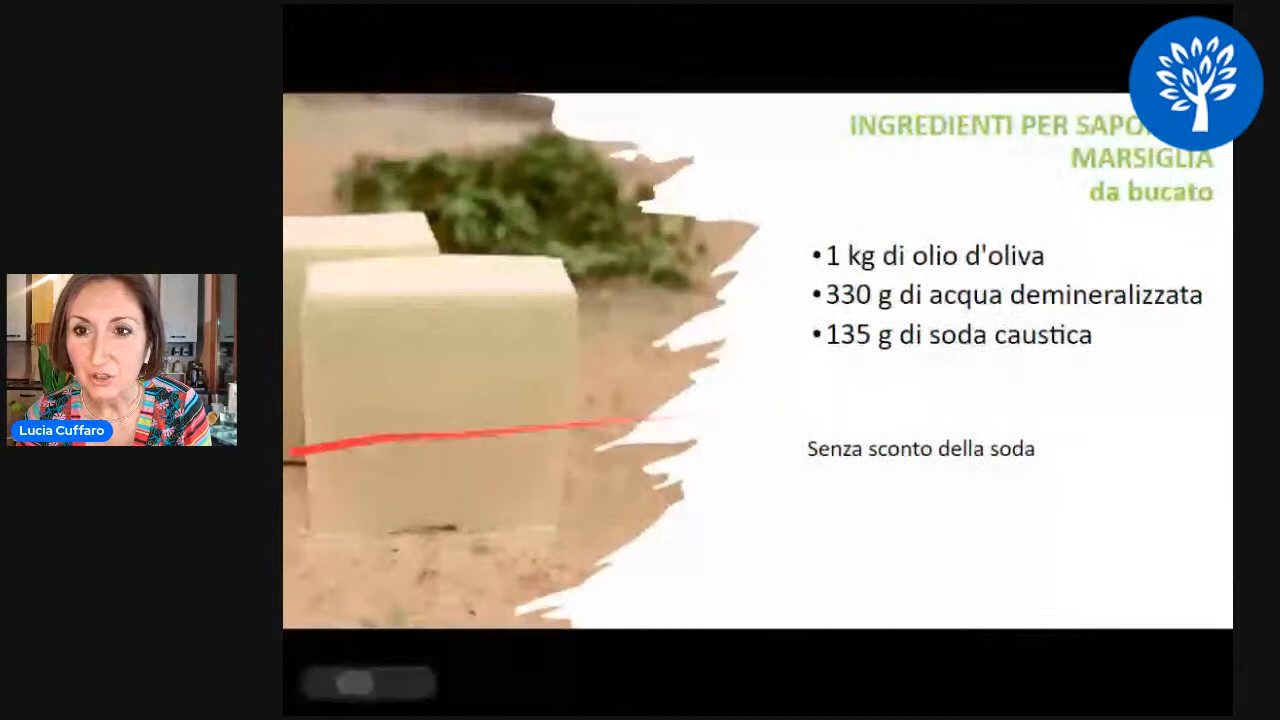 INGREDIENTI PER
MARSIGLIA
da bucato
•1 kg di olio d'oliva
•330 g di acqua demineralizzata
•135 g di soda caustica
Senza sconto della soda
Lucia Cuffaro